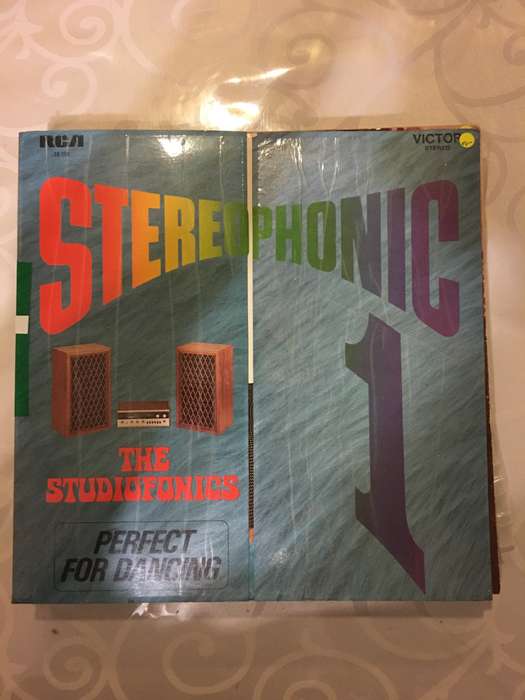 RCA
VICTOR
STEREO
STEREOPHONIC
1
THE
STUDIOFONICS
PERFECT
FOR DANCING